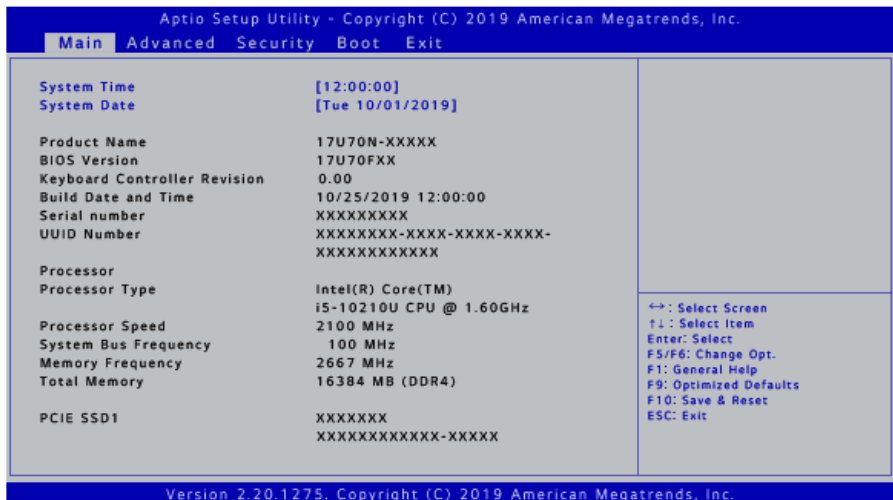 Aptio Setup Utility - Copyright (C) 2019 American Megatrends, Inc.
Main Advanced Security Boot Exit
System Time [12:00:00]
System Date [Tue 10/01/2019]
Product Name 17U70N-XXXXX
BIOS Version 17U70FXX
Keyboard Controller Revision 0.00
Build Date and Time 10/25/2019 12:00:00
Serial number XXXXXXXXX
UUID Number XXXXXXXX-XXXX-XXXX-XXXX-
XXXXXXXXXXXX
Processor
Processor Type Intel(R) Core(TM)
i5-10210U CPU @ 1.60GHz
Processor Speed 2100 MHz
System Bus Frequency 100 MHz
Memory Frequency 2667 MHz
Total Memory 16384 MB (DDR4)
PCIE SSD1 XXXXXXX
XXXXXXXXXXXX-XXXXX
↔: Select Screen
↑↓: Select Item
Enter: Select
F5/F6: Change Opt.
F1: General Help
F9: Optimized Defaults
F10: Save & Reset
ESC: Exit
Version 2.20.1275. Copyright (C) 2019 American Megatrends, Inc.